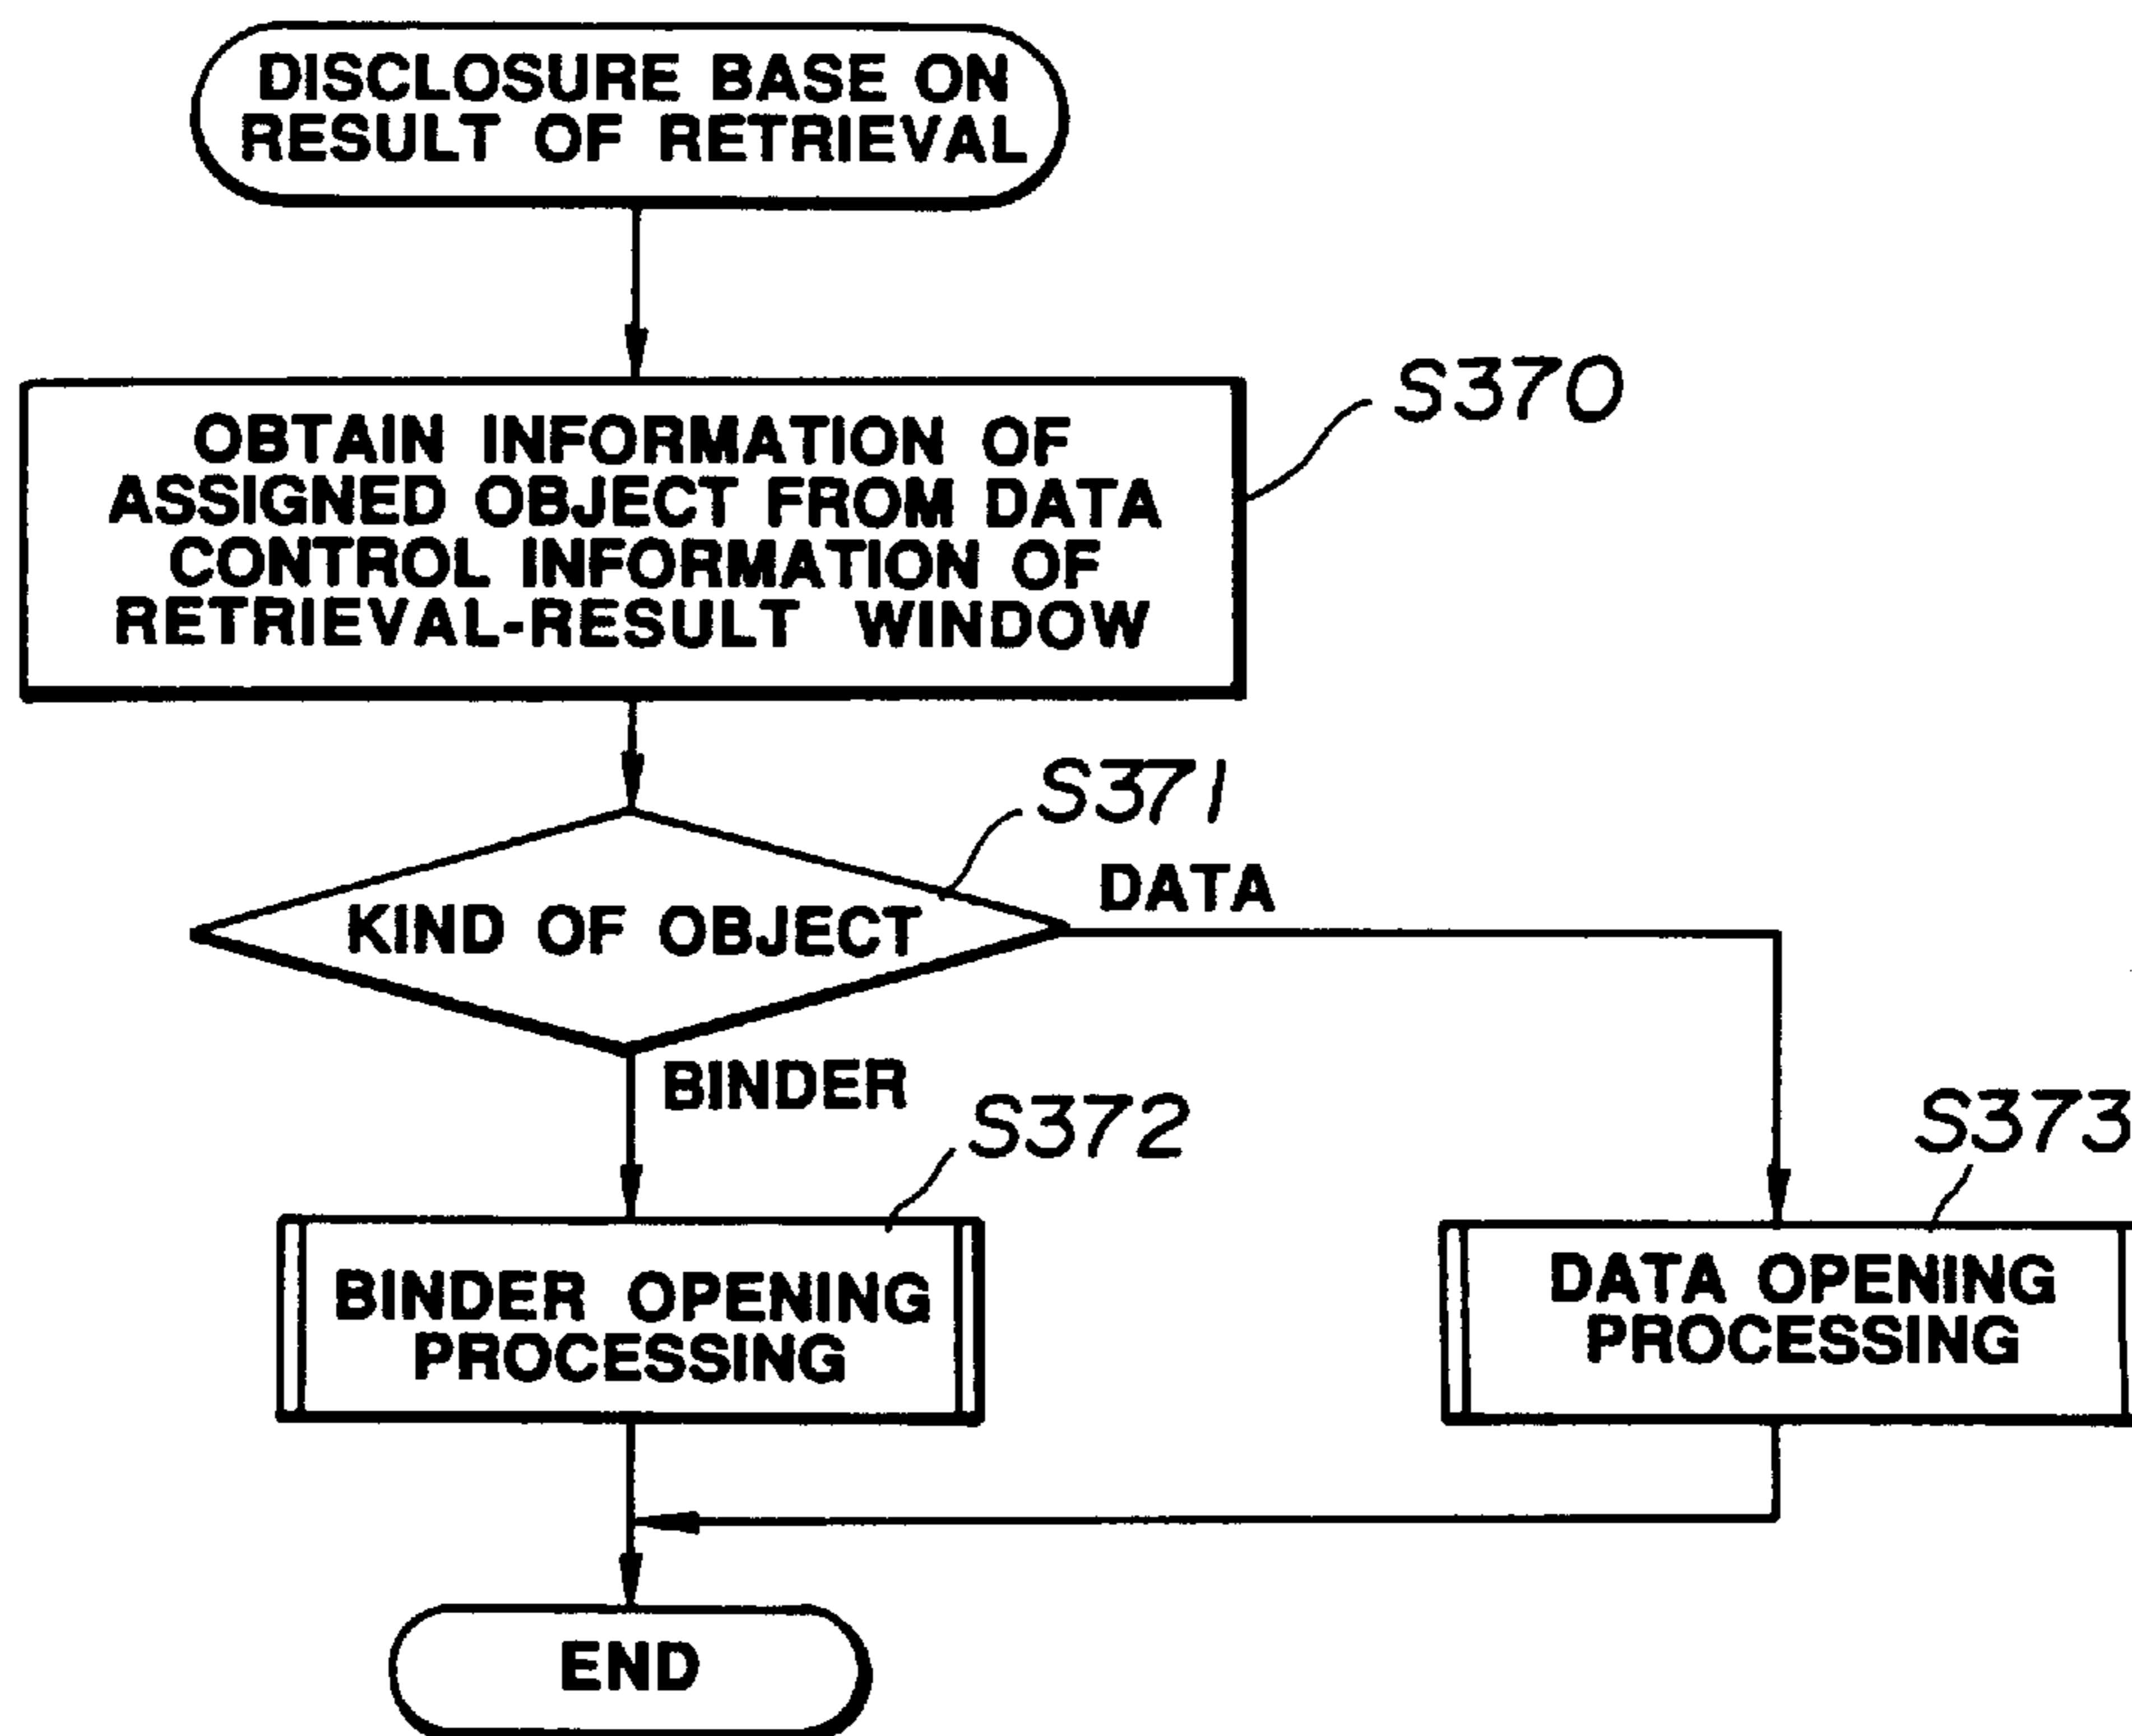 DISCLOSURE BASE ON
RESULT OF RETRIEVAL
S370
OBTAIN INFORMATION OF
ASSIGNED OBJECT FROM DATA
CONTROL INFORMATION OF
RETRIEVAL-RESULT WINDOW
S371
DATA
KIND OF OBJECT
BINDER
S372
S373
BINDER OPENING
PROCESSING
DATA OPENING
PROCESSING
END